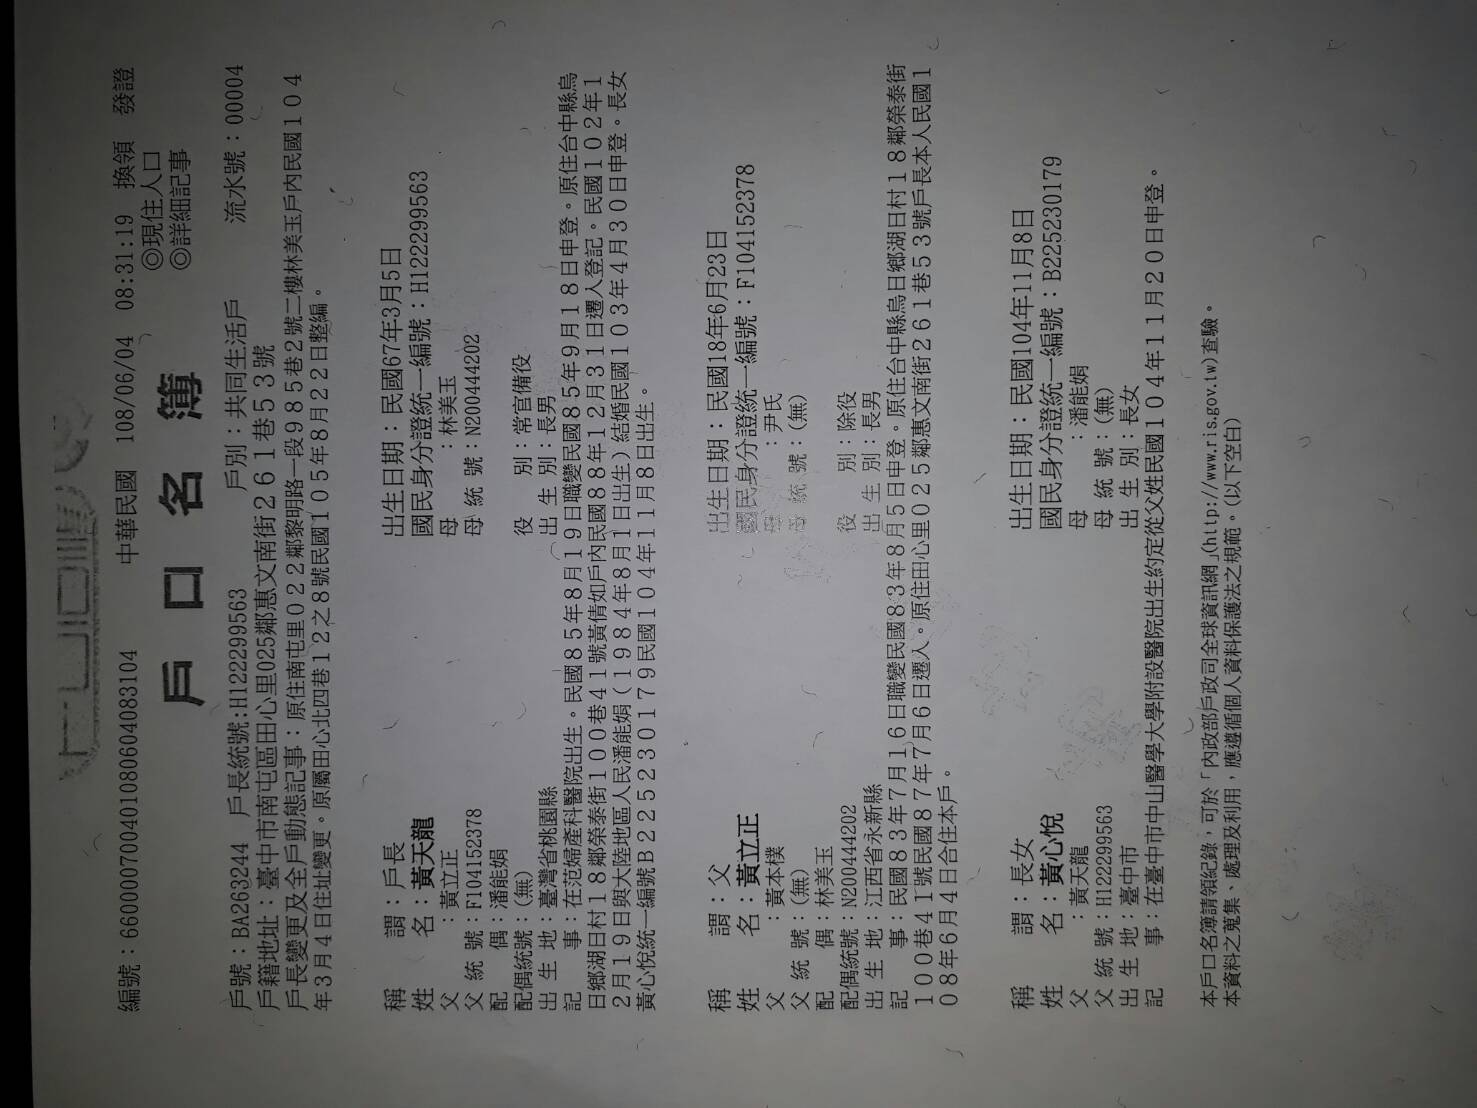 編號：66000070040108060408310４ 中華民國 108/06/04 08:31:19 換領 發證
戶口名簿
◎現住人口
◎詳細記事
戶號：BA263244 戶長統號:H122299563 戶別：共同生活戶 流水號：00004
戶籍地址：臺中市南屯區田心里025鄰惠文南街２６１巷５３號
戶長變更及全戶動態記事：原住南屯里０２２鄰黎明路一段９８５巷２號二樓林美玉戶內民國１０４
年３月４日住址變更。原屬田心北四巷１２之８號民國１０５年８月２２日整編。
稱謂：戶長 出生日期：民國67年3月5日
姓名：黃天龍 國民身分證統一編號：H122299563
父：黃立正 母：林美玉
父統號：F104152378 母統號：N200444202
配偶：潘能娟
配偶統號：(無) 役別：常官備役
出生地：臺灣省桃園縣 出生別：長男
記事：在范婦產科醫院出生。民國８５年８月１９日職變民國８５年９月１８日申登。原住台中縣烏
日鄉湖日村１８鄰榮泰街１００巷４１號黃倩如戶內民國８８年１２月３１日遷入登記。民國１０２年１
２月１９日與大陸地區人民潘能娟（１９８４年８月１日出生）結婚民國１０３年４月３０日申登。長女
黃心悅統一編號Ｂ２２５２３０１７９民國１０４年１１月８日出生。
稱謂：父 出生日期：民國18年6月23日
姓名：黃立正 國民身分證統一編號：F104152378
父：黃本樸 母：尹氏
父統號：(無) 母統號：(無)
配偶：林美玉
配偶統號：N200444202 役別：除役
出生地：江西省永新縣 出生別：長男
記事：民國８３年７月１６日職變民國８３年８月５日申登。原住台中縣烏日鄉湖日村１８鄰榮泰街
１００巷４１號民國８７年７月６日遷入。原住田心里０２５鄰惠文南街２６１巷５３號戶長本人民國１
０８年６月４日合住本戶。
稱謂：長女 出生日期：民國104年11月8日
姓名：黃心悅 國民身分證統一編號：B225230179
父：黃天龍 母：潘能娟
父統號：H122299563 母統號：(無)
出生地：臺中市 出生別：長女
記事：在臺中市中山醫學大學附設醫院出生約定從父姓民國１０４年１１月２０日申登。
本戶口名簿請領紀錄，可於「內政部戶政司全球資訊網」(http://www.ris.gov.tw)查驗。
本資料之蒐集、處理及利用，應遵循個人資料保護法之規範。(以下空白)